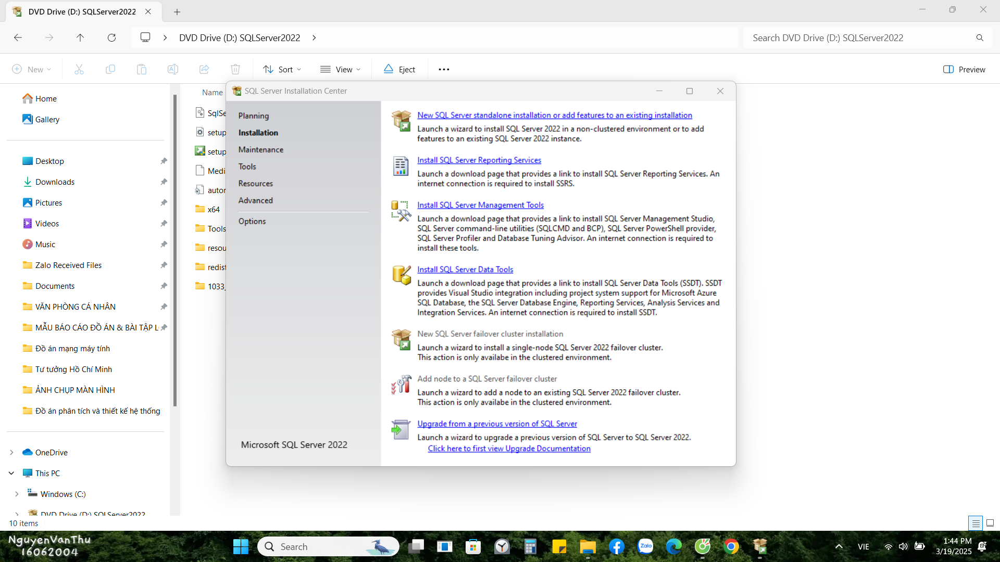 DVD Drive (D:) SQLServer2022
DVD Drive (D:) SQLServer2022
Search DVD Drive (D:) SQLServer2022
New
Sort
View
Eject
Preview
Home
Gallery
Desktop
Downloads
Pictures
Videos
Music
Zalo Received Files
Documents
VĂN PHÒNG CÁ NHÂN
MẪU BÁO CÁO ĐỒ ÁN & BÀI TẬP L
Đồ án mạng máy tính
Tư tưởng Hồ Chí Minh
ẢNH CHỤP MÀN HÌNH
Đồ án phân tích và thiết kế hệ thống
OneDrive
This PC
Windows (C:)
DVD Drive (D:) SQLServer2022
10 items
Name
SqlSe
setup
setup
Medi
autor
x64
Tools
resou
redist
1033_
SQL Server Installation Center
Planning
Installation
Maintenance
Tools
Resources
Advanced
Options
Microsoft SQL Server 2022
New SQL Server standalone installation or add features to an existing installation
Launch a wizard to install SQL Server 2022 in a non-clustered environment or to add
features to an existing SQL Server 2022 instance.
Install SQL Server Reporting Services
Launch a download page that provides a link to install SQL Server Reporting Services. An
internet connection is required to install SSRS.
Install SQL Server Management Tools
Launch a download page that provides a link to install SQL Server Management Studio,
SQL Server command-line utilities (SQLCMD and BCP), SQL Server PowerShell provider,
SQL Server Profiler and Database Tuning Advisor. An internet connection is required to
install these tools.
Install SQL Server Data Tools
Launch a download page that provides a link to install SQL Server Data Tools (SSDT). SSDT
provides Visual Studio integration including project system support for Microsoft Azure
SQL Database, the SQL Server Database Engine, Reporting Services, Analysis Services and
Integration Services. An internet connection is required to install SSDT.
New SQL Server failover cluster installation
Launch a wizard to install a single-node SQL Server 2022 failover cluster.
This action is only availabe in the clustered environment.
Add node to a SQL Server failover cluster
Launch a wizard to add a node to an existing SQL Server 2022 failover cluster.
This action is only availabe in the clustered environment.
Upgrade from a previous version of SQL Server
Launch a wizard to upgrade a previous version of SQL Server to SQL Server 2022.
Click here to first view Upgrade Documentation
NguyenVanThu
16062004
Search
Zalo
VIE
1:44 PM
3/19/2025